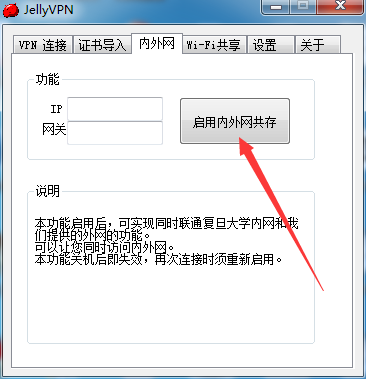 JellyVPN
VPN 连接 证书导入 内外网 Wi-Fi共享 设置 关于
功能
IP
网关
启用内外网共存
说明
本功能启用后，可实现同时联通复旦大学内网和我
们提供的外网的功能。
可以让您同时访问内外网。
本功能关机后即失效，再次连接时须重新启用。